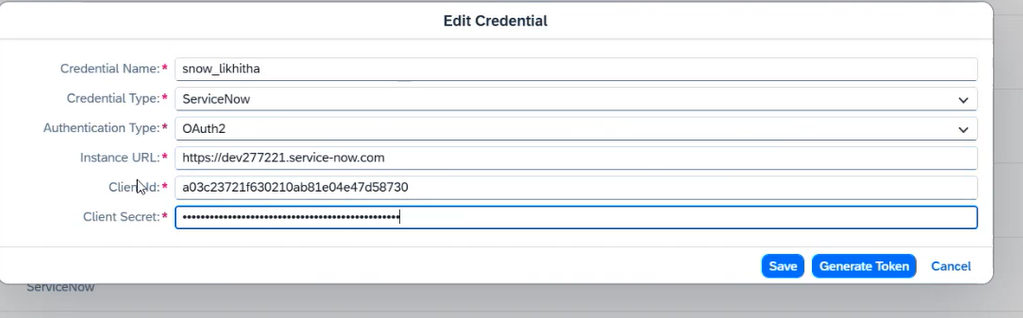 Edit Credential
Credential Name:* snow_likhitha
Credential Type:* ServiceNow
Authentication Type:* OAuth2
Instance URL:* https://dev277221.service-now.com
Client Id:* a03c23721f630210ab81e04e47d58730
Client Secret:* ••••••••••••••••••••••••••••••••••••••••••••••••
Save Generate Token Cancel
ServiceNow